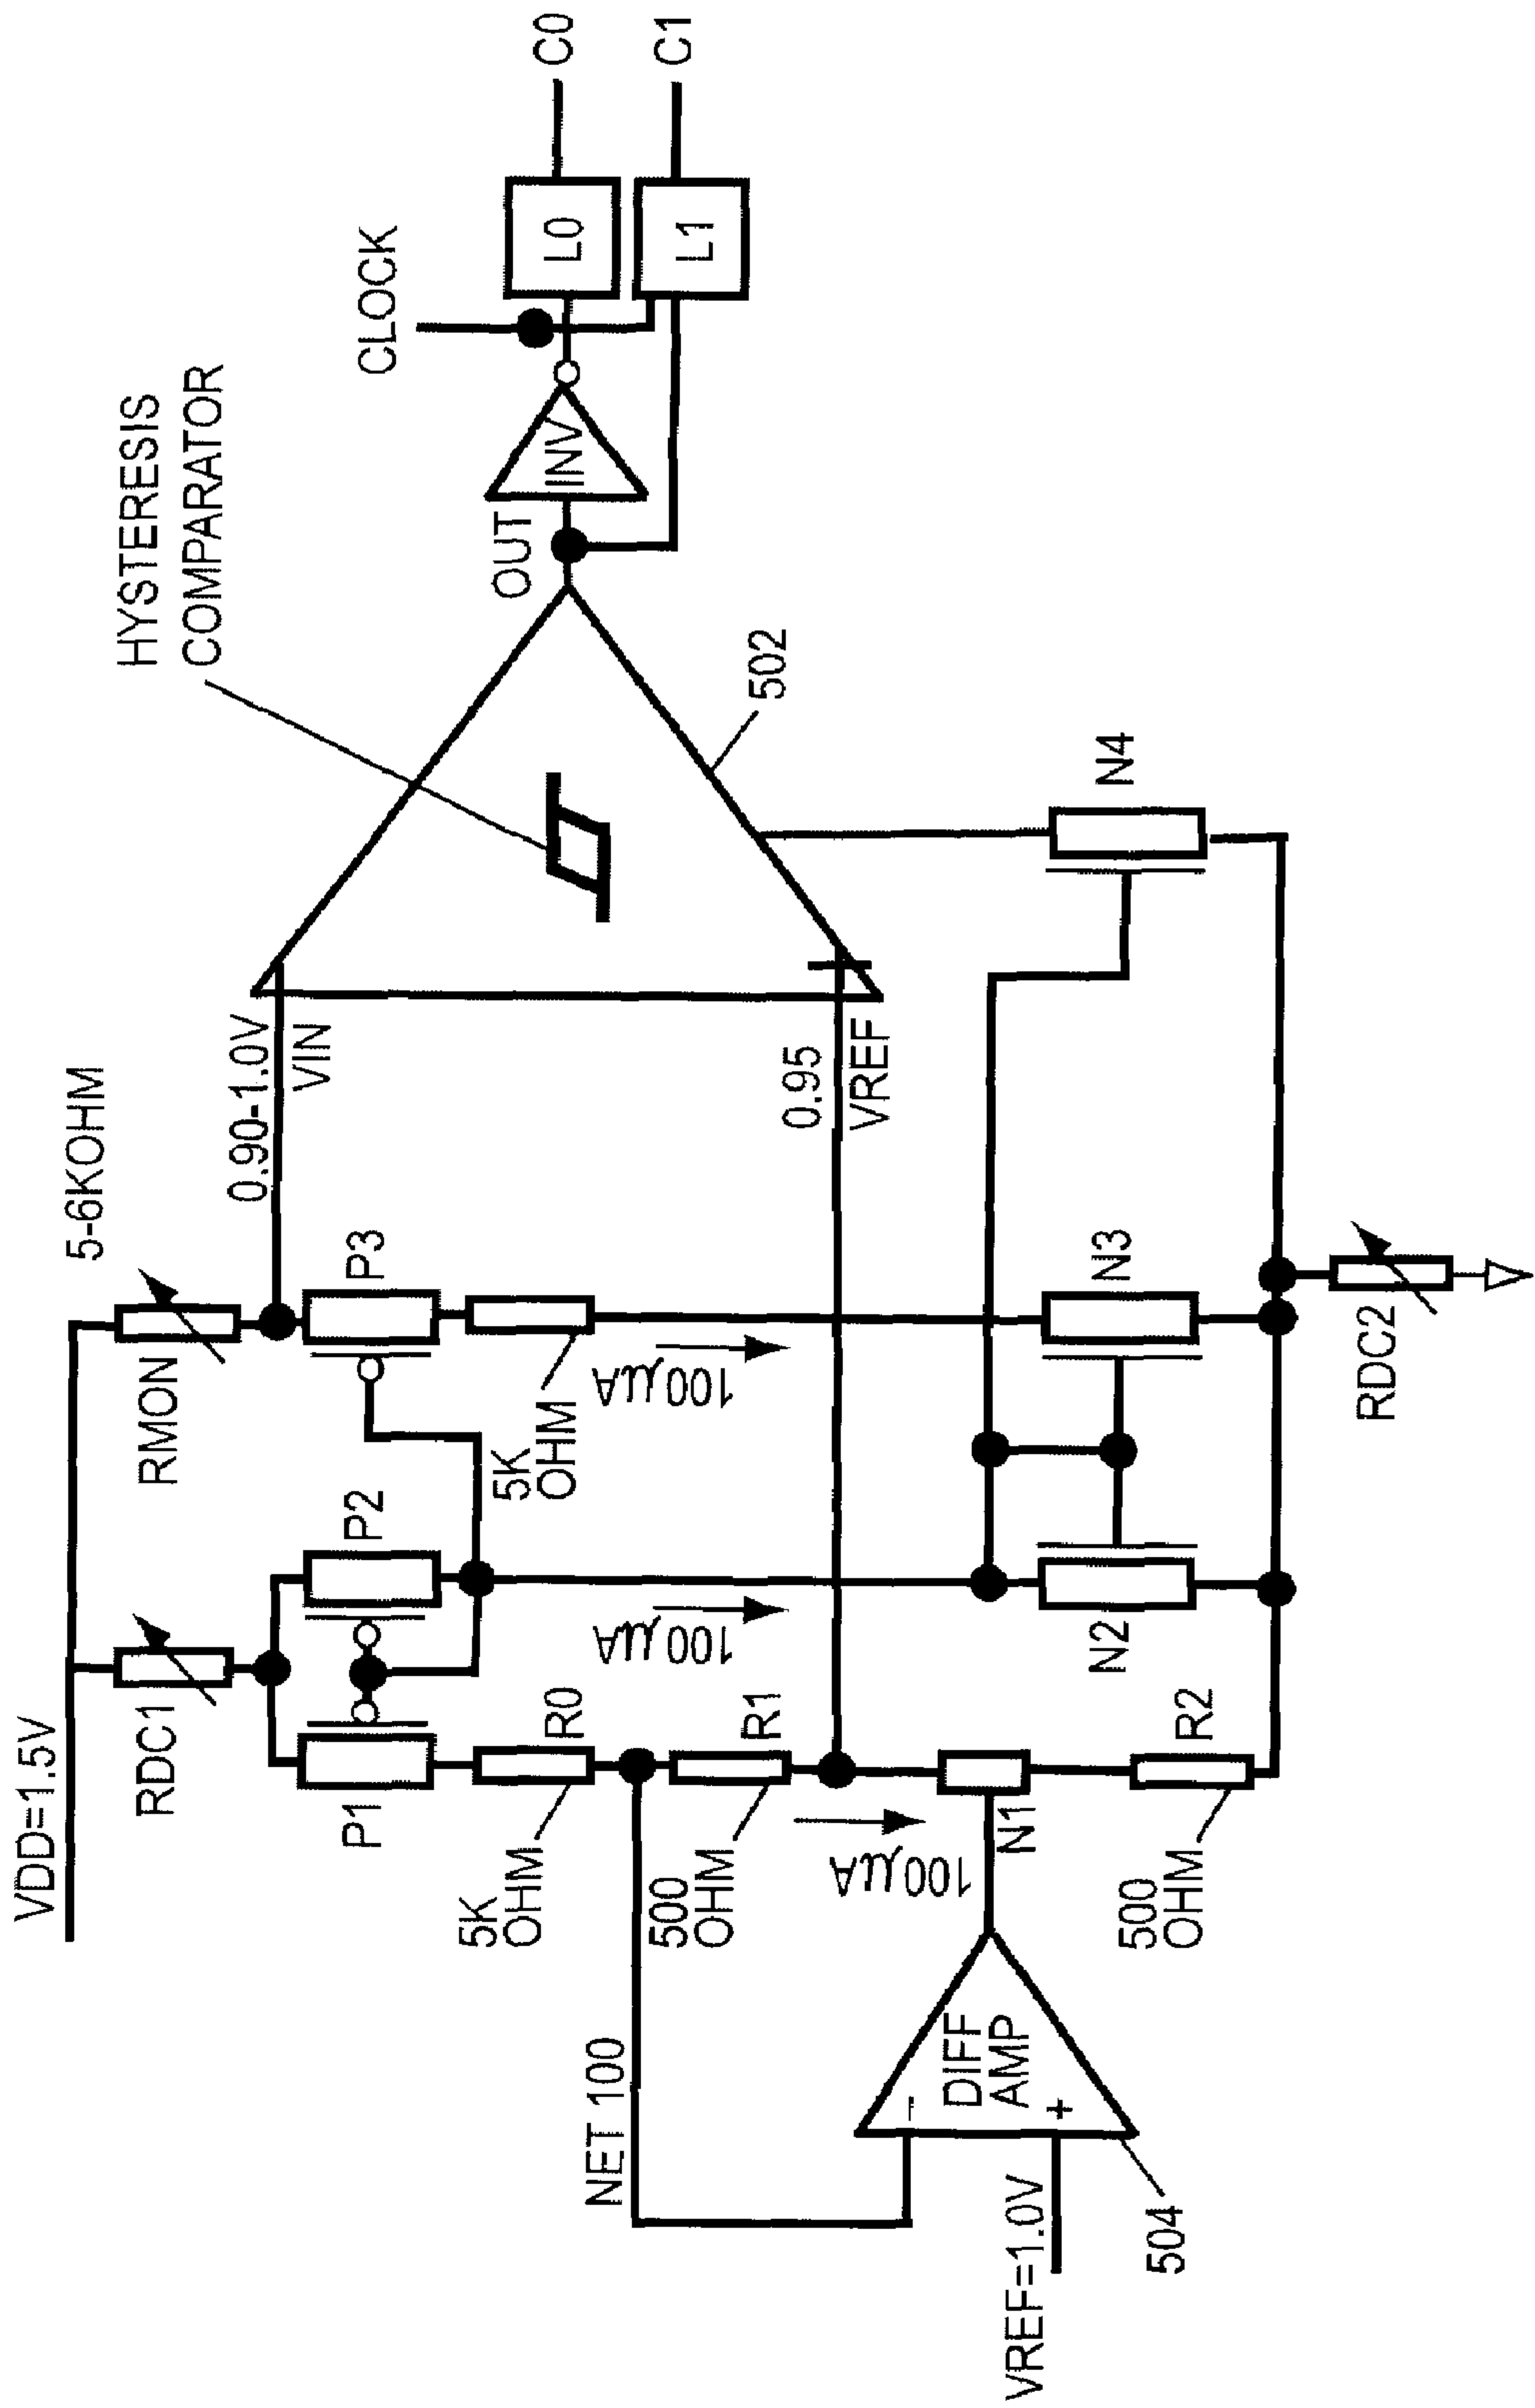 VDD=1.5V
RDC1
RMON
5-6KOHM
P1
P2
P3
0.90-1.0V
VIN
HYSTERESIS
COMPARATOR
CLOCK
OUT
INV
L0
L1
C0
C1
502
5K
OHM
R0
NET 100
500
OHM
R1
100μA
100μA
5K
OHM
100μA
0.95
VREF
DIFF
AMP
-
+
504
VREF=1.0V
N1
500
OHM
R2
N2
N3
N4
RDC2